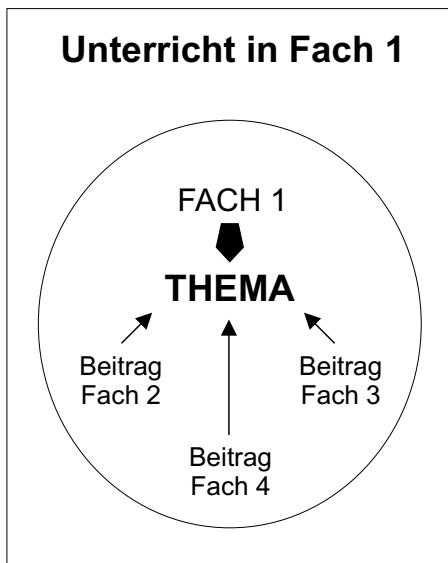 Unterricht in Fach 1
FACH 1
THEMA
Beitrag
Fach 2
Beitrag
Fach 3
Beitrag
Fach 4